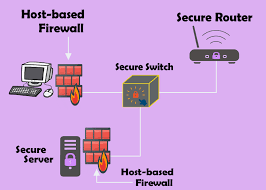 Host-based
Firewall
Secure Router
Secure Switch
Secure
Server
Host-based
Firewall